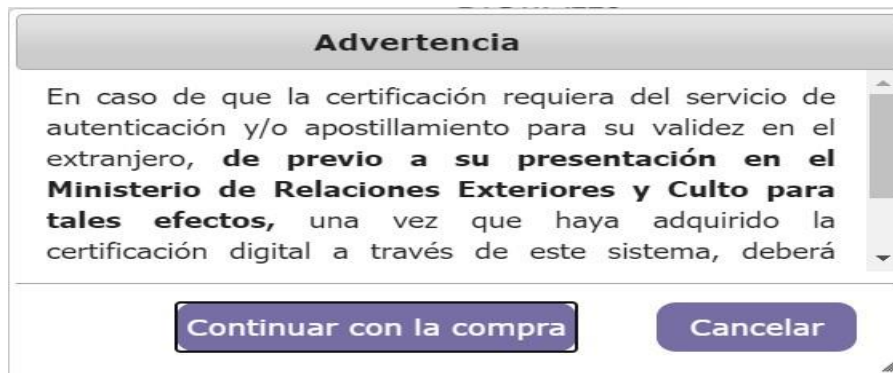 Advertencia
En caso de que la certificación requiera del servicio de
autenticación y/o apostillamiento para su validez en el
extranjero, de previo a su presentación en el
Ministerio de Relaciones Exteriores y Culto para
tales efectos, una vez que haya adquirido la
certificación digital a través de este sistema, deberá
Continuar con la compra
Cancelar